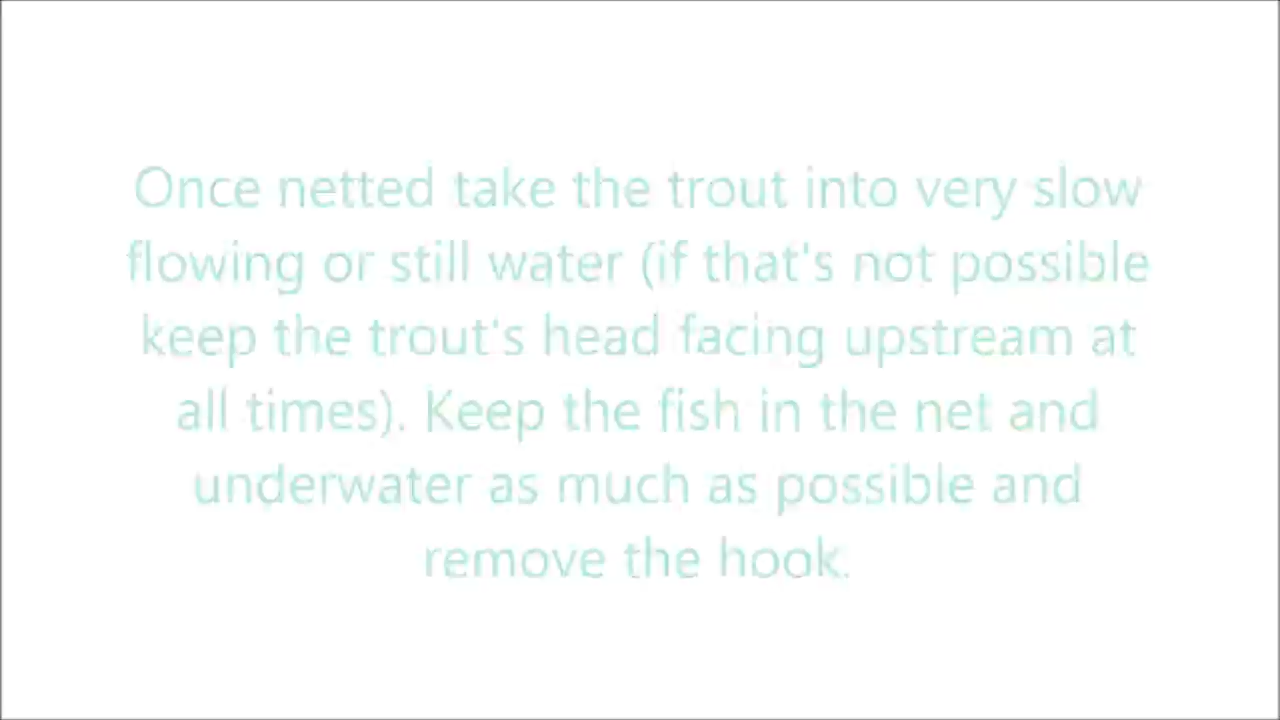 Once netted take the trout into very slow
flowing or still water (if that's not possible
keep the trout's head facing upstream at
all times). Keep the fish in the net and
underwater as much as possible and
remove the hook.